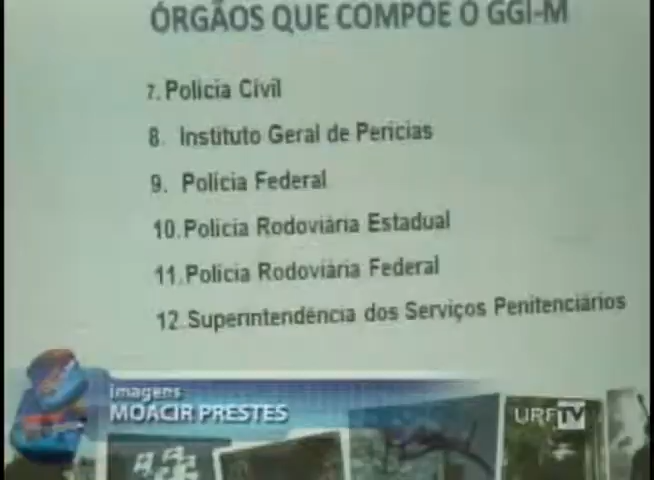 ÓRGÃOS QUE COMPÕE O GGI-M
7. Polícia Civil
8. Instituto Geral de Perícias
9. Polícia Federal
10. Polícia Rodoviária Estadual
11. Polícia Rodoviária Federal
12. Superintendência dos Serviços Penitenciários
imagens
MOACIR PRESTES
URFTV